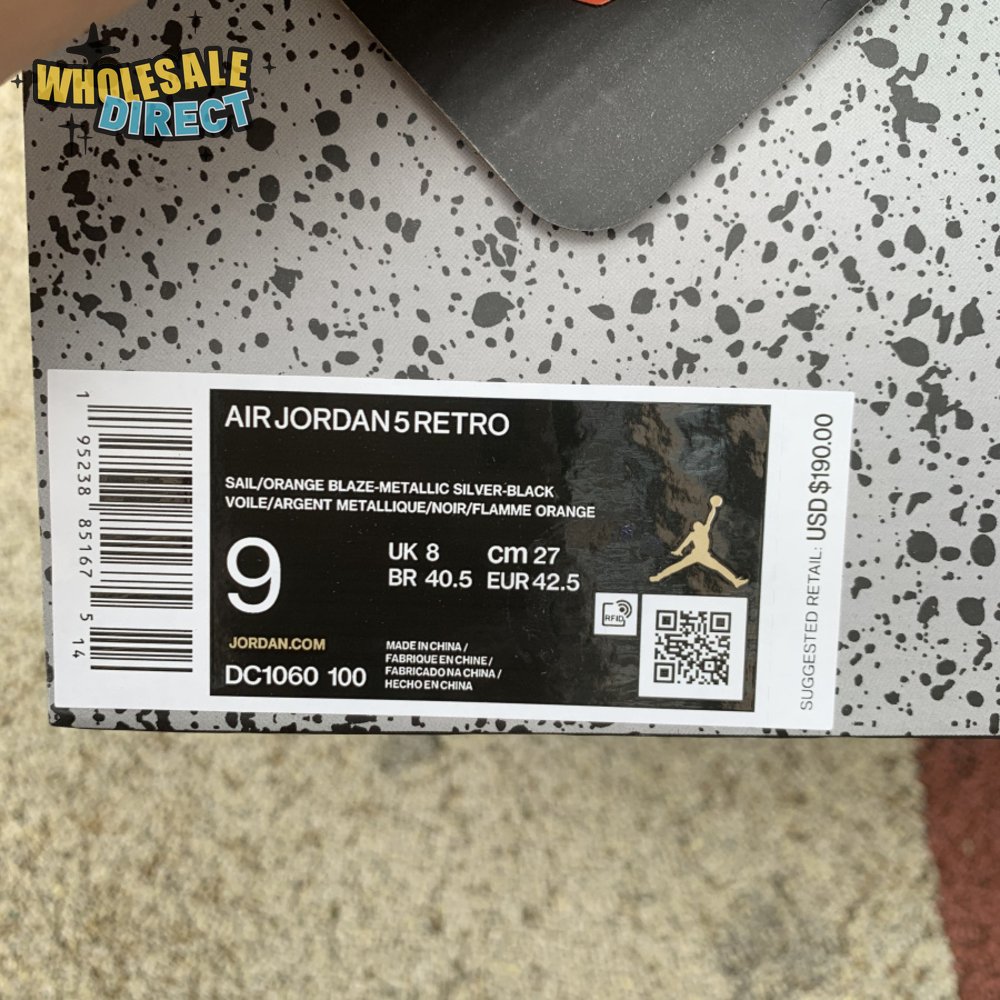 WHOLESALE
DIRECT
1 95238 85167 5 14
AIR JORDAN 5 RETRO
SAIL/ORANGE BLAZE-METALLIC SILVER-BLACK
VOILE/ARGENT METALLIQUE/NOIR/FLAMME ORANGE
9
UK 8 cm 27
BR 40.5 EUR 42.5
RFID
JORDAN.COM
DC1060 100
MADE IN CHINA /
FABRIQUE EN CHINE /
FABRICADO NA CHINA /
HECHO EN CHINA
SUGGESTED RETAIL: USD $190.00